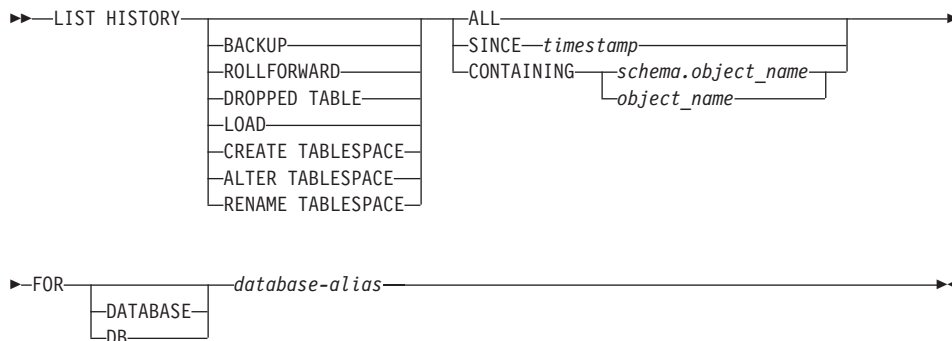 LIST HISTORY ALL
BACKUP SINCE timestamp
ROLLFORWARD CONTAINING schema.object_name
DROPPED TABLE object_name
LOAD
CREATE TABLESPACE
ALTER TABLESPACE
RENAME TABLESPACE
FOR database-alias
DATABASE
DB